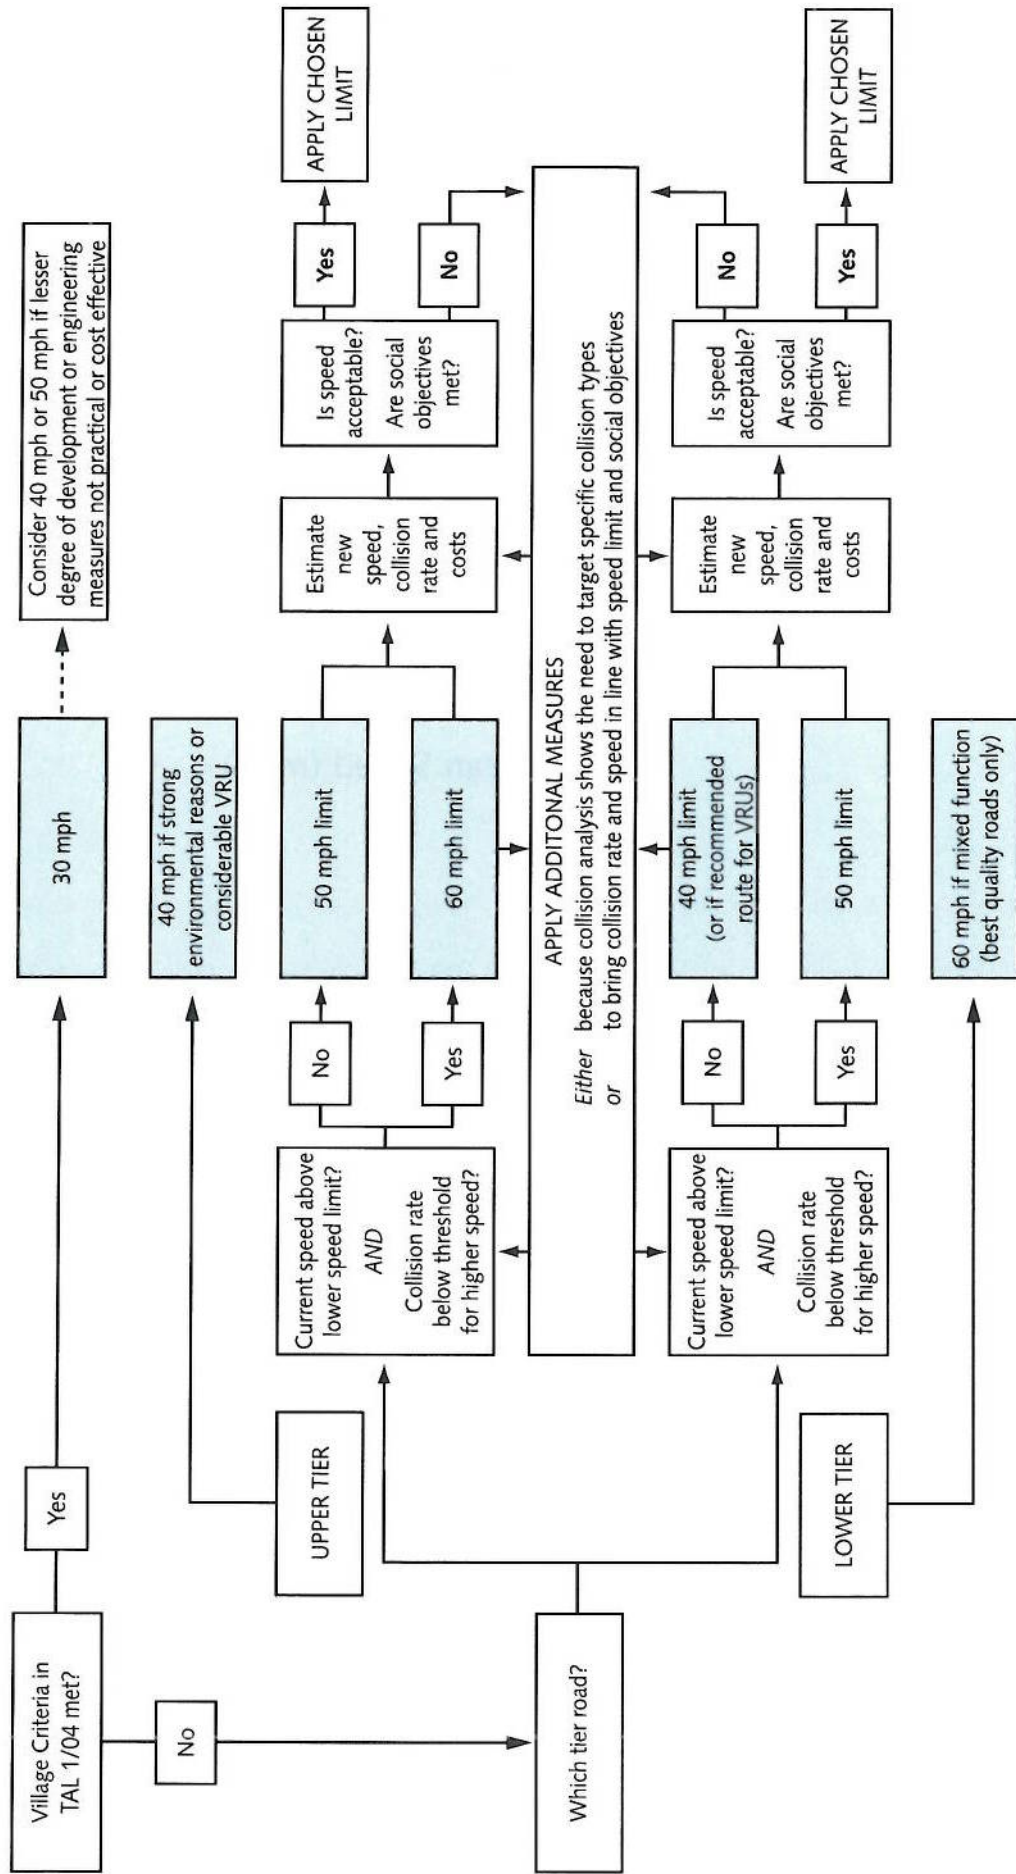 Village Criteria in
TAL 1/04 met?
Yes
30 mph
Consider 40 mph or 50 mph if lesser
degree of development or engineering
measures not practical or cost effective
No
40 mph if strong
environmental reasons or
considerable VRU
UPPER TIER
Current speed above
lower speed limit?
AND
Collision rate
below threshold
for higher speed?
No
50 mph limit
Yes
60 mph limit
Estimate
new
speed,
collision
rate and
costs
Is speed
acceptable?
Are social
objectives
met?
Yes
APPLY CHOSEN
LIMIT
No
Which tier road?
APPLY ADDITONAL MEASURES
Either because collision analysis shows the need to target specific collision types
or to bring collision rate and speed in line with speed limit and social objectives
Current speed above
lower speed limit?
AND
Collision rate
below threshold
for higher speed?
No
40 mph limit
(or if recommended
route for VRUs)
Yes
50 mph limit
Estimate
new
speed,
collision
rate and
costs
Is speed
acceptable?
Are social
objectives
met?
No
Yes
APPLY CHOSEN
LIMIT
LOWER TIER
60 mph if mixed function
(best quality roads only)